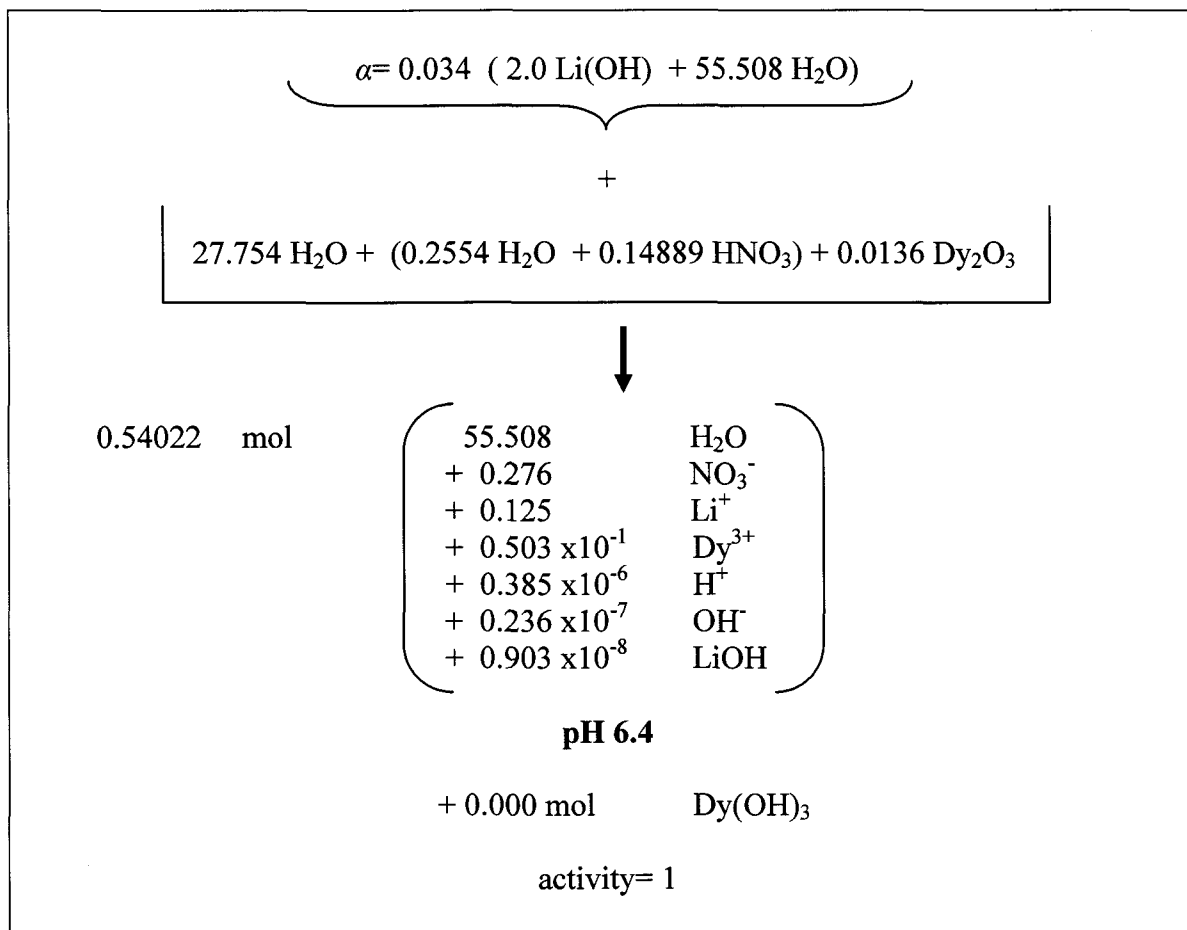 α= 0.034 ( 2.0 Li(OH) + 55.508 H₂O)
+
27.754 H₂O + (0.2554 H₂O + 0.14889 HNO₃) + 0.0136 Dy₂O₃
0.54022 mol 55.508 H₂O
+ 0.276 NO₃⁻
+ 0.125 Li⁺
+ 0.503 x10⁻¹ Dy³⁺
+ 0.385 x10⁻⁶ H⁺
+ 0.236 x10⁻⁷ OH⁻
+ 0.903 x10⁻⁸ LiOH
pH 6.4
+ 0.000 mol Dy(OH)₃
activity= 1